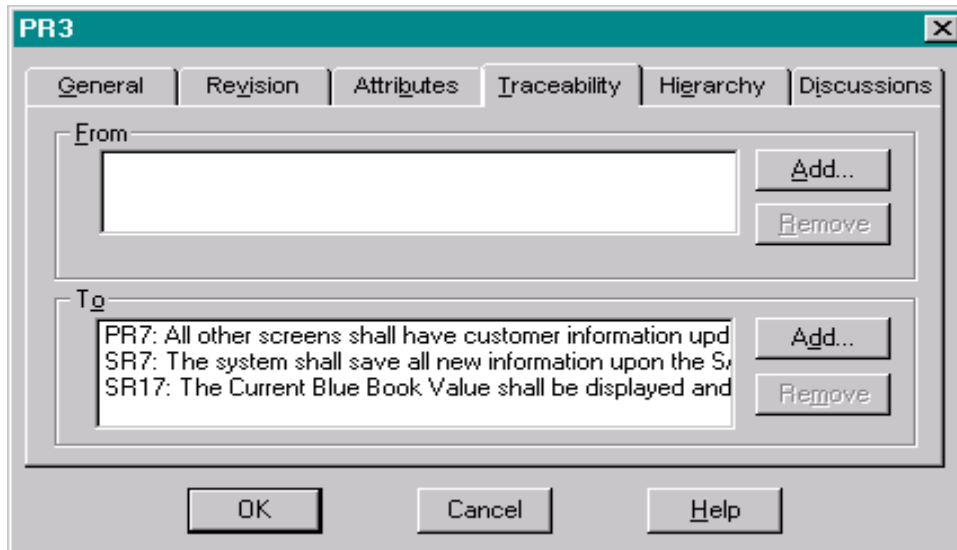 PR3
General Revision Attributes Traceability Hierarchy Discussions
From
Add...
Remove
To
PR7: All other screens shall have customer information upd
SR7: The system shall save all new information upon the SA
SR17: The Current Blue Book Value shall be displayed and
Add...
Remove
OK Cancel Help